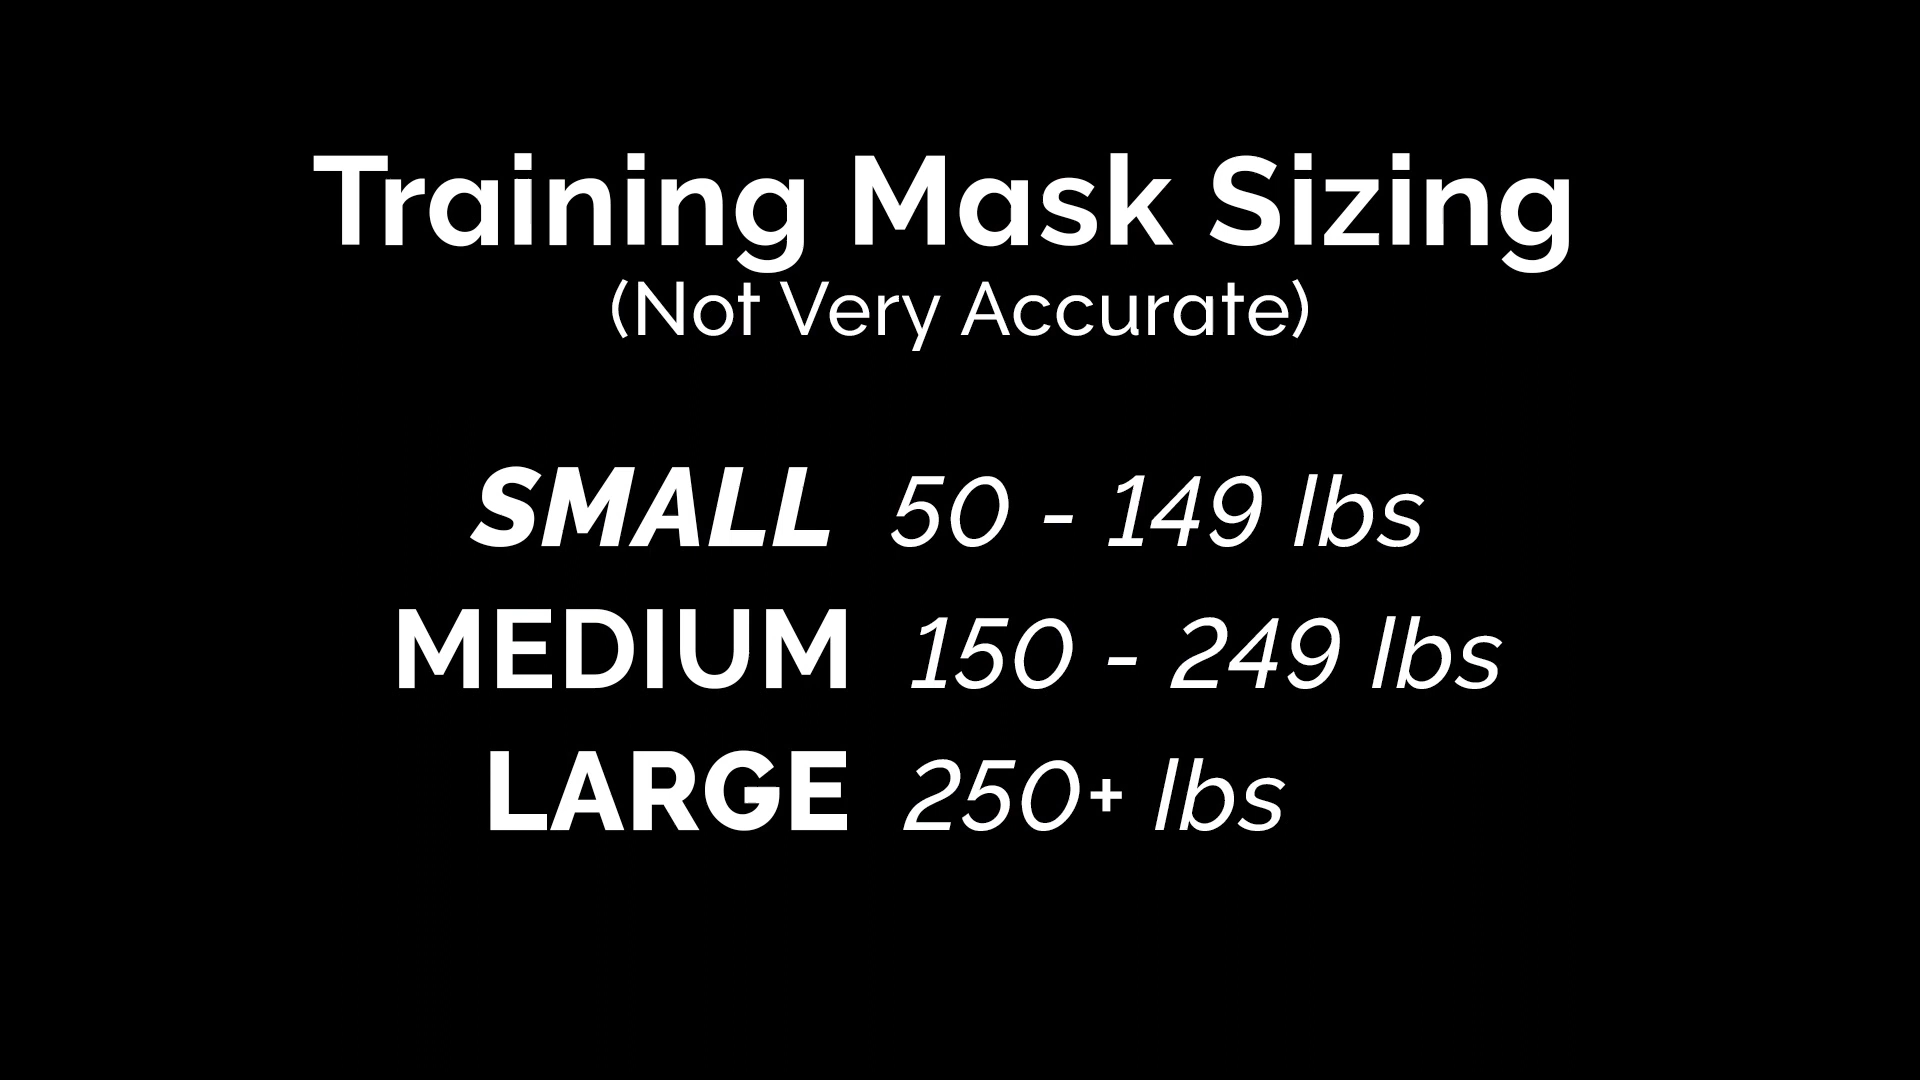 Training Mask Sizing
(Not Very Accurate)
SMALL 50 - 149 lbs
MEDIUM 150 - 249 lbs
LARGE 250+ lbs